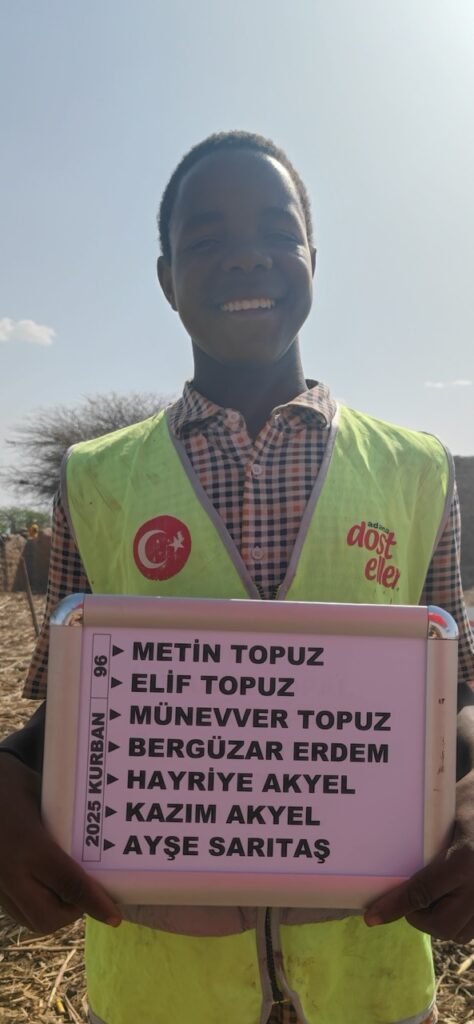 adana
dost
eller
2025 KURBAN 96
METİN TOPUZ
ELİF TOPUZ
MÜNEVVER TOPUZ
BERGÜZAR ERDEM
HAYRİYE AKYEL
KAZIM AKYEL
AYŞE SARITAŞ